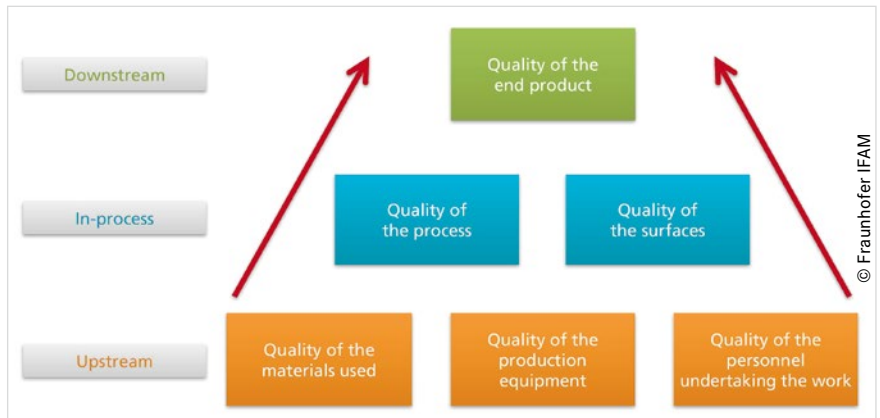 Downstream
Quality of the
end product
In-process
Quality of
the process
Quality of
the surfaces
Upstream
Quality of the
materials used
Quality of the
production
equipment
Quality of the
personnel
undertaking the work
© Fraunhofer IFAM